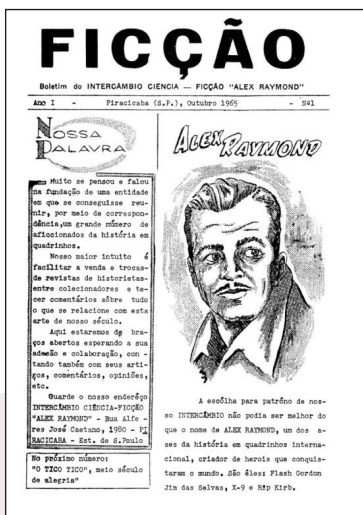 FICÇÃO
Boletim do INTERCÂMBIO CIÊNCIA — FICÇÃO "ALEX RAYMOND"
Ano I - Piracicaba (S.P.), Outubro 1965 - Nº1
NOSSA
PALAVRA
Muito se pensou e falou
na fundação de uma entidade
em que se conseguisse reu-
nir, por meio de correspon-
dência, um grande número de
aficcionados da história em
quadrinhos.
Nosso maior intuito é
facilitar a venda e trocas-
de revistas de historietas-
entre colecionadores e te-
cer comentários sôbre tudo
o que se relacione com esta
arte de nosso século.
Aqui estaremos de bra-
ços abertos esperando a sua
adesão e colaboração, con -
tando também com seus arti-
gos, comentários, opiniões,
etc.
Guarde o nosso endereço
INTERCÂMBIO CIÊNCIA-FICÇÃO
"ALEX RAYMOND" - Rua Alfe -
res José Caetano, 1980 - PI
RACICABA - Est. de S.Paulo
No próximo número:
"O TICO TICO", meio século
de alegria"
ALEX RAYMOND
A escôlha para patrôno de nos-
so INTERCÂMBIO não podia ser melhor do
que o nome de ALEX RAYMOND, um dos a-
ses da história em quadrinhos interna-
cional, criador de herois que conquis-
taram o mundo. São êles: Flash Gordon
Jim das Selvas, X-9 e Rip Kirb.